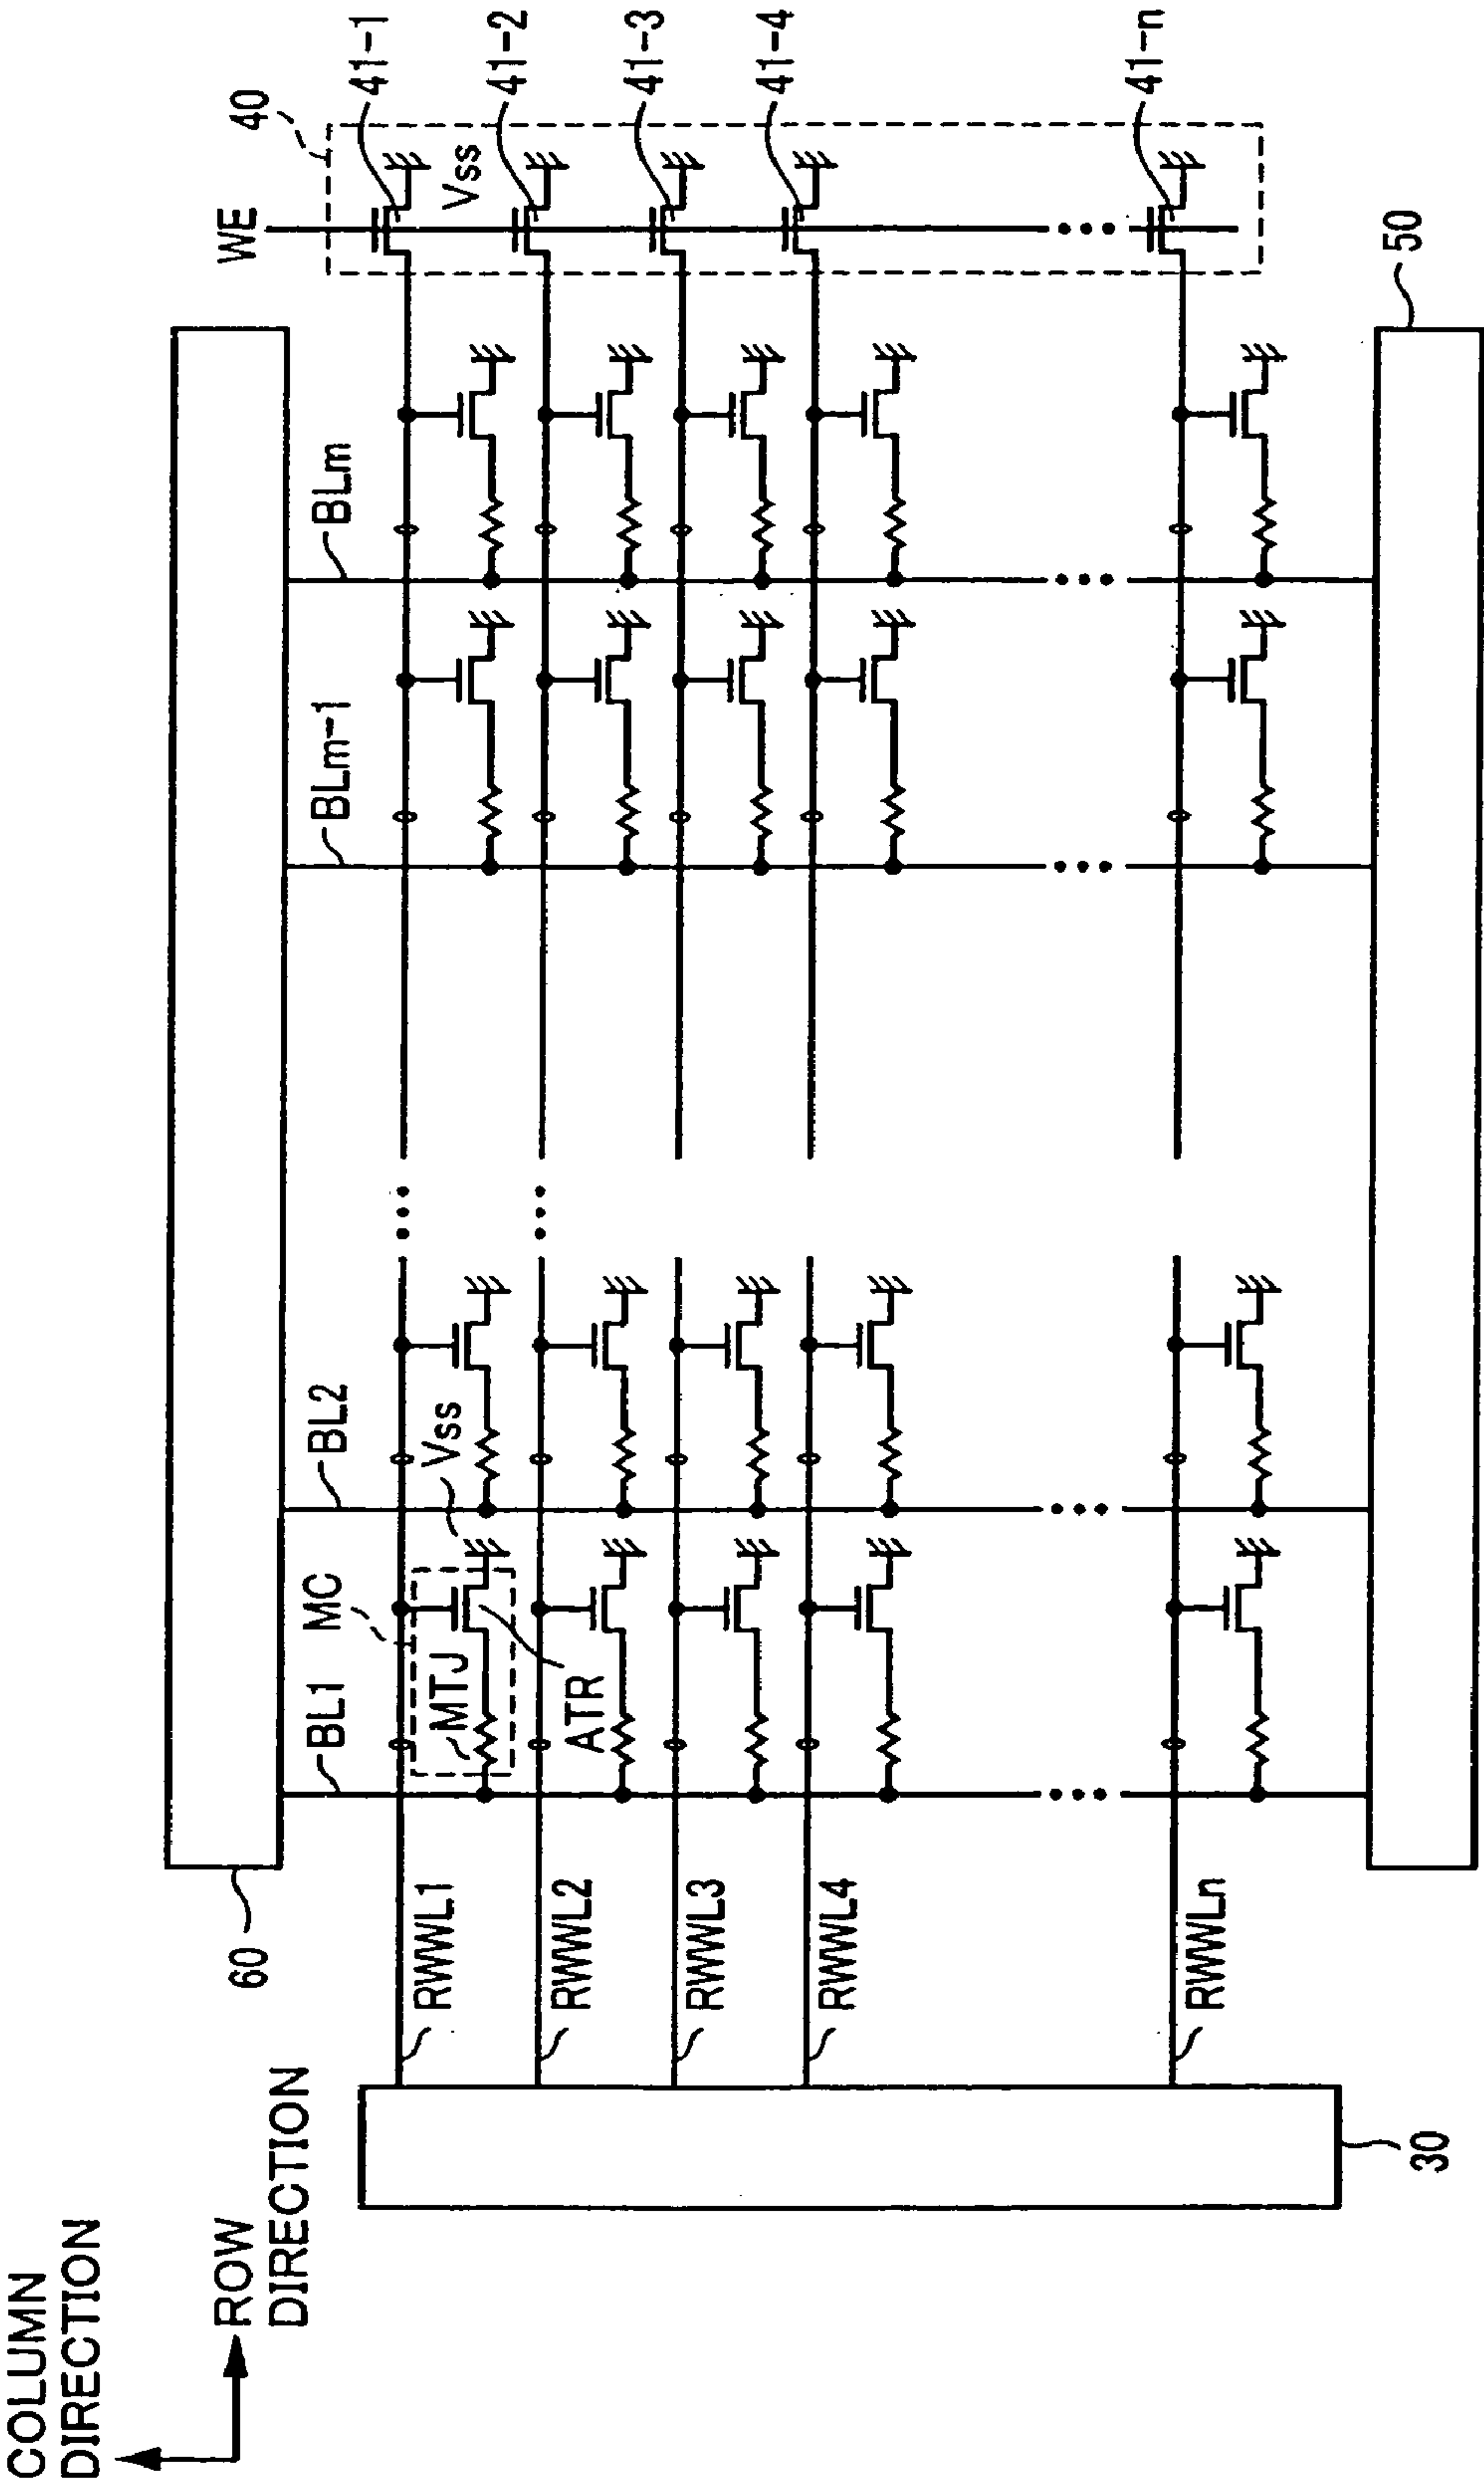 COLUMN
DIRECTION
ROW
DIRECTION
60
BL1
MC
BL2
BLm-1
BLm
WE
40
41-1
MTJ
Vss
Vss
RWWL1
ATR
41-2
RWWL2
41-3
RWWL3
41-4
RWWL4
41-n
RWWLn
30
50